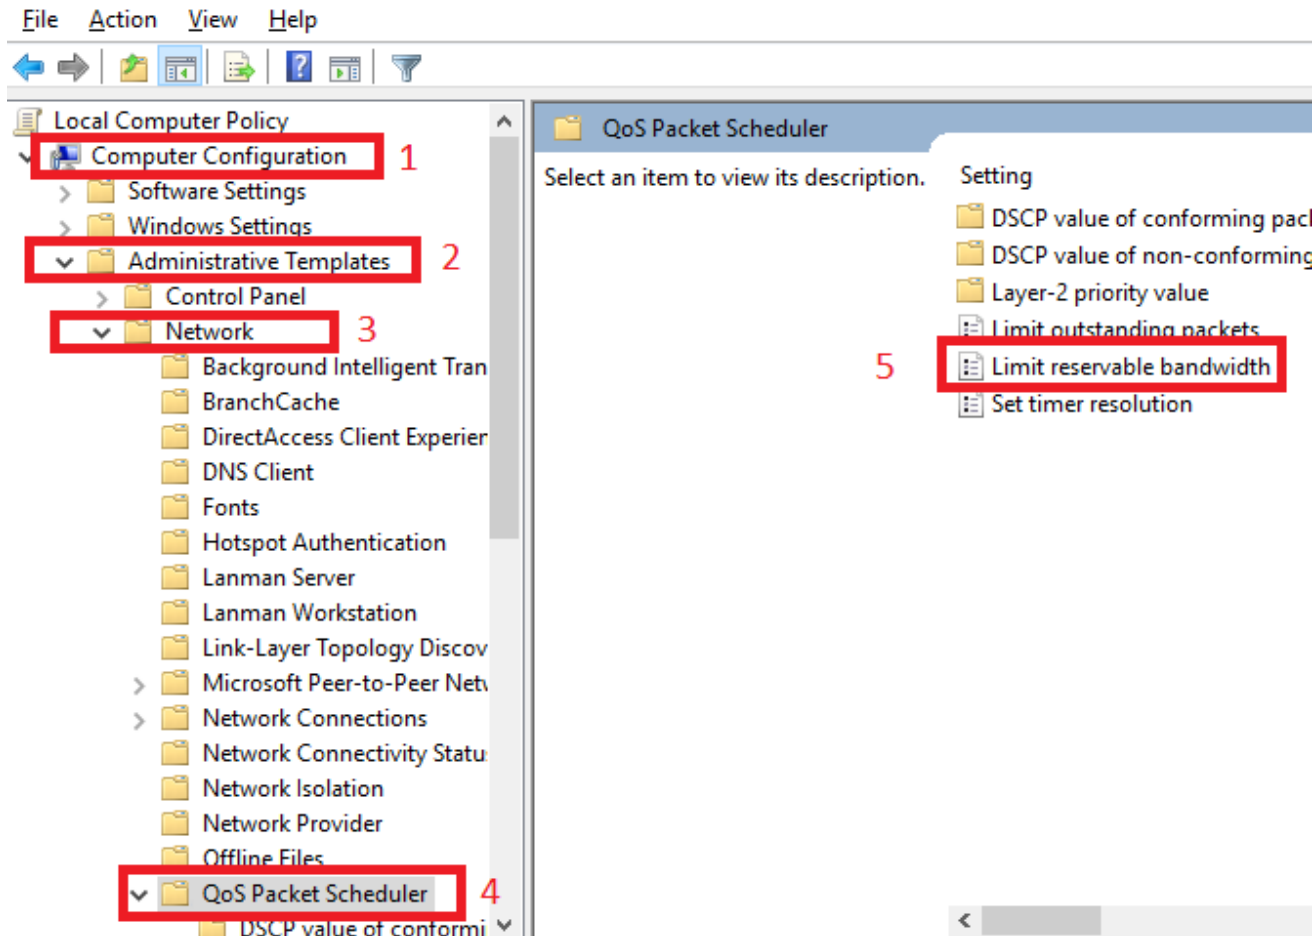 File Action View Help
Local Computer Policy
Computer Configuration 1
Software Settings
Windows Settings
Administrative Templates 2
Control Panel
Network 3
Background Intelligent Tran
BranchCache
DirectAccess Client Experier
DNS Client
Fonts
Hotspot Authentication
Lanman Server
Lanman Workstation
Link-Layer Topology Discov
Microsoft Peer-to-Peer Netw
Network Connections
Network Connectivity Statu
Network Isolation
Network Provider
Offline Files
QoS Packet Scheduler 4
DSCP value of conformi
QoS Packet Scheduler
Select an item to view its description.
Setting
DSCP value of conforming pack
DSCP value of non-conforming
Layer-2 priority value
Limit outstanding packets
5 Limit reservable bandwidth
Set timer resolution